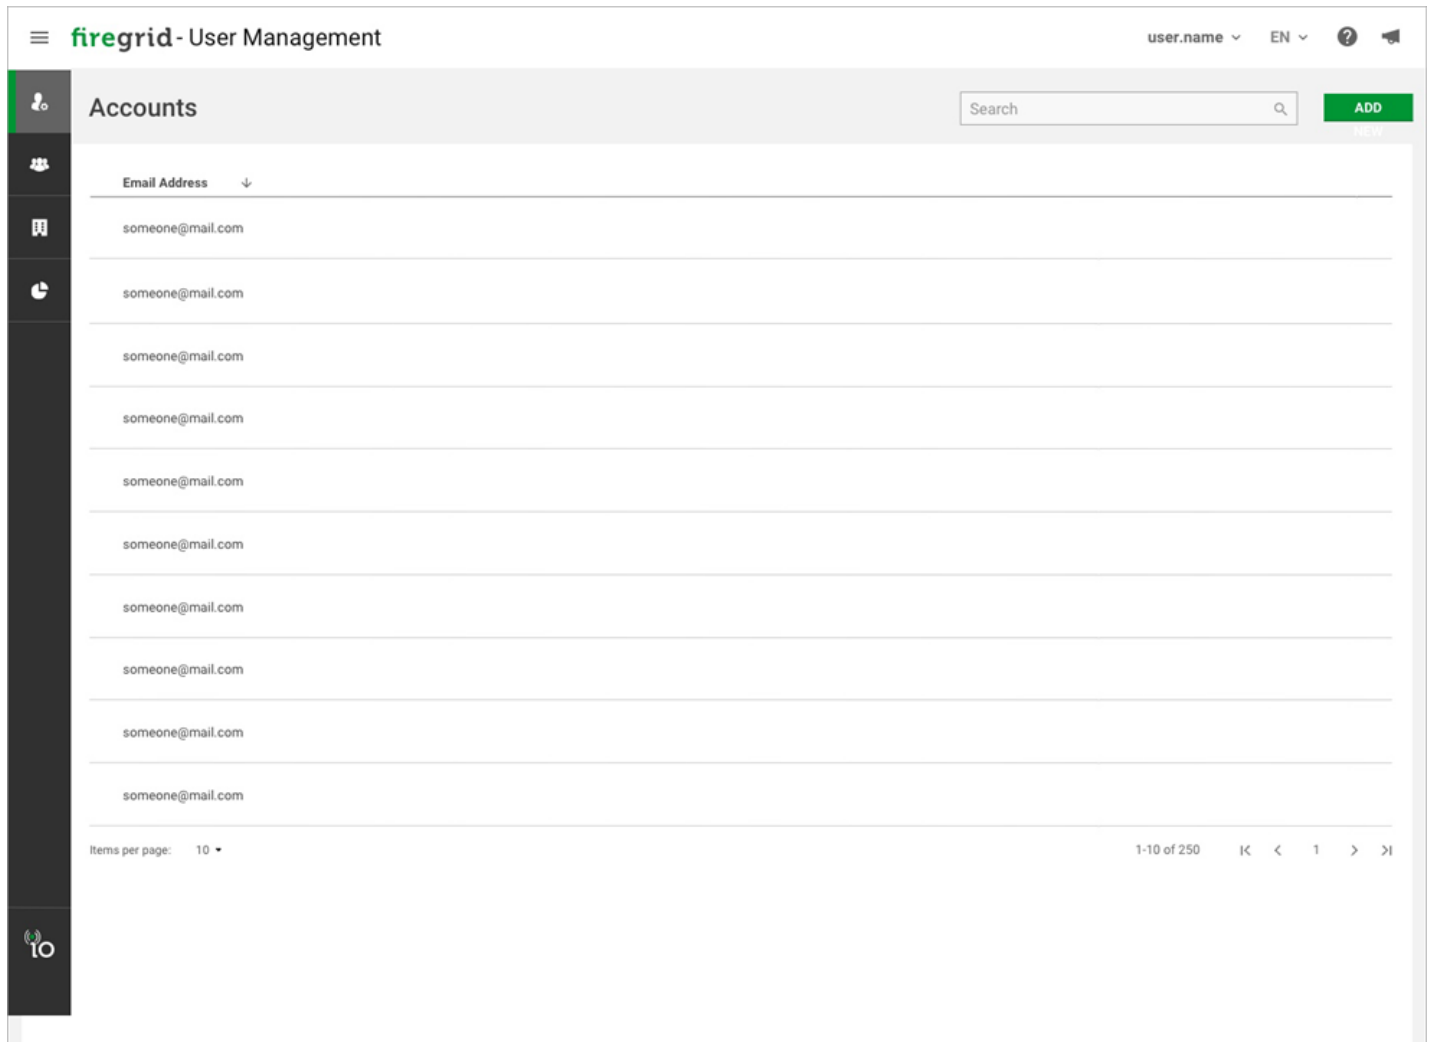 firegrid - User Management
user.name
EN
Accounts
Search
ADD
NEW
Email Address
someone@mail.com
someone@mail.com
someone@mail.com
someone@mail.com
someone@mail.com
someone@mail.com
someone@mail.com
someone@mail.com
someone@mail.com
someone@mail.com
Items per page: 10
1-10 of 250
1
io